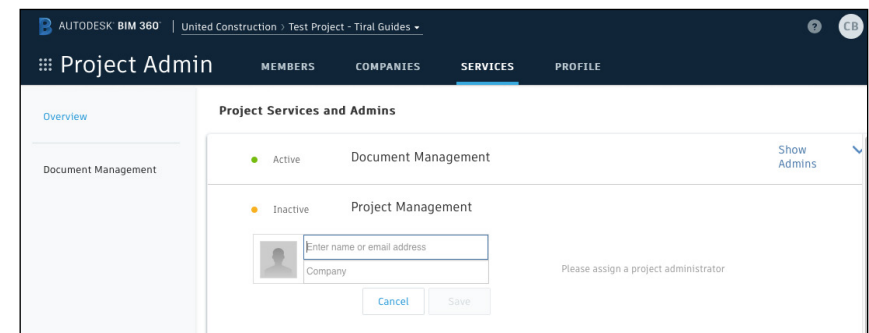 AUTODESK® BIM 360° | United Construction > Test Project - Tiral Guides
? CB
Project Admin MEMBERS COMPANIES SERVICES PROFILE
Overview
Project Services and Admins
Document Management
Active Document Management Show Admins
Inactive Project Management
Enter name or email address
Company
Please assign a project administrator
Cancel Save